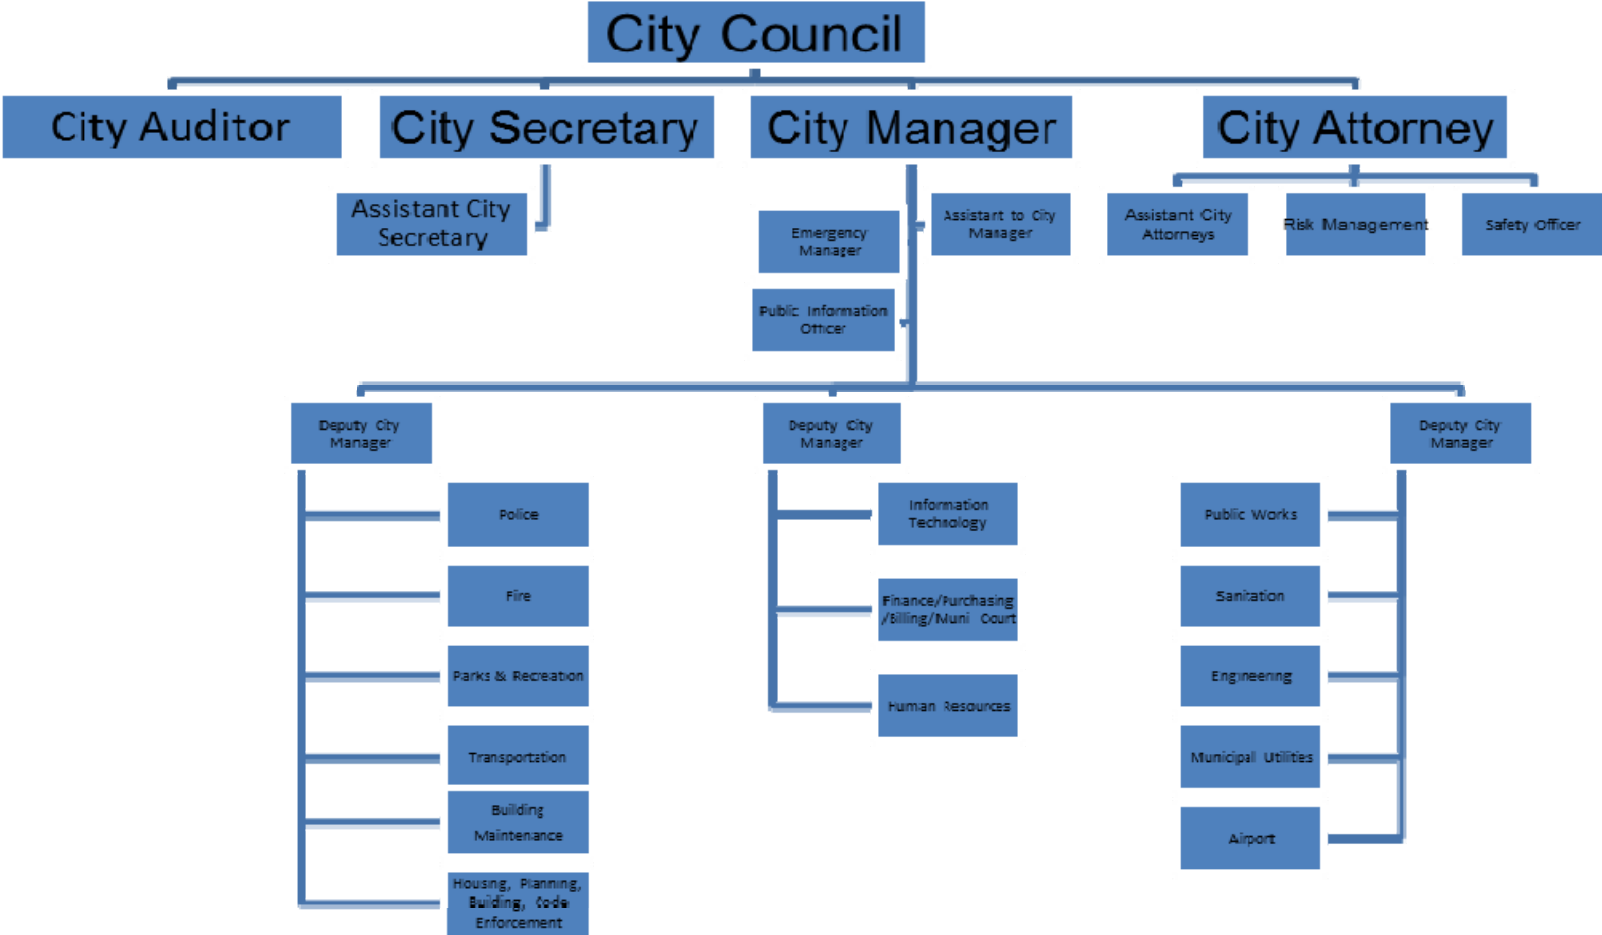 City Council
City Auditor
City Secretary
City Manager
City Attorney
Assistant City
Secretary
Emergency
Manager
Assistant to City
Manager
Assistant City
Attorneys
Risk Management
Safety Officer
Public Information
Officer
Deputy City
Manager
Deputy City
Manager
Deputy City
Manager
Police
Fire
Parks & Recreation
Transportation
Building
Maintenance
Housing, Planning,
Building, Code
Enforcement
Information
Technology
Finance/Purchasing
/Billing/Muni Court
Human Resources
Public Works
Sanitation
Engineering
Municipal Utilities
Airport